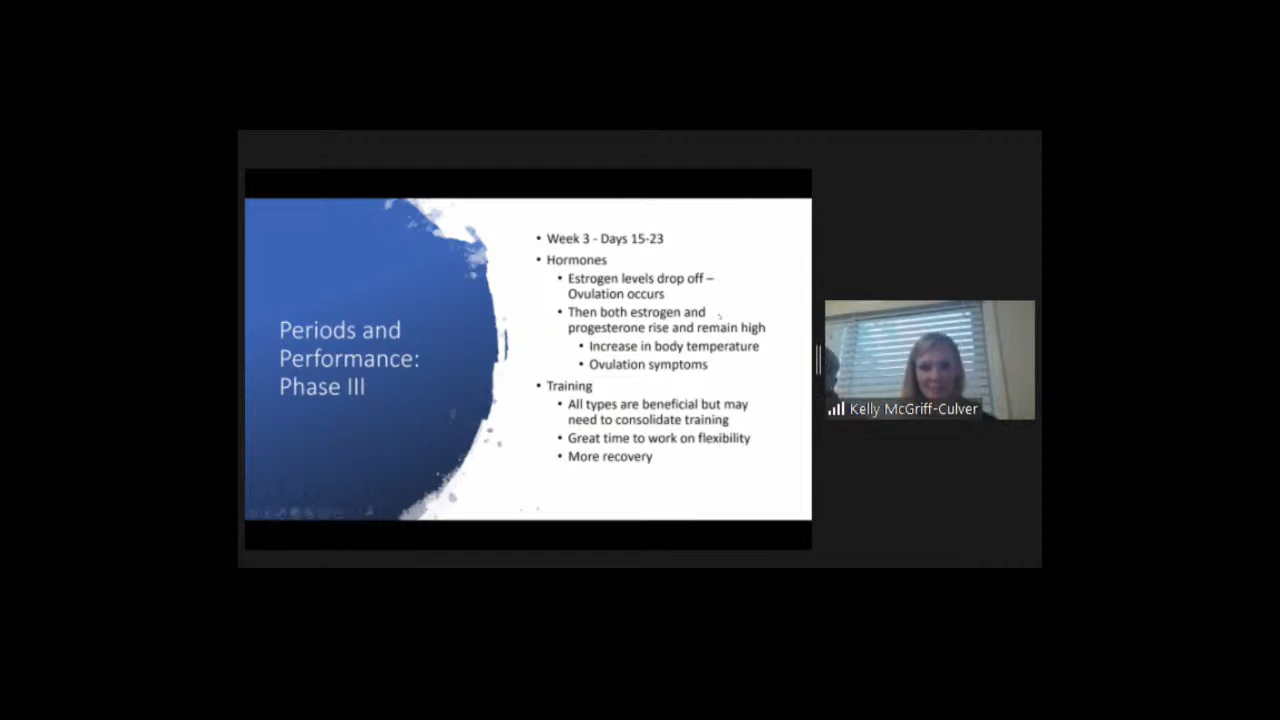 Periods and
Performance:
Phase III
• Week 3 - Days 15-23
• Hormones
• Estrogen levels drop off –
Ovulation occurs
• Then both estrogen and
progesterone rise and remain high
• Increase in body temperature
• Ovulation symptoms
• Training
• All types are beneficial but may
need to consolidate training
• Great time to work on flexibility
• More recovery
Kelly McGriff-Culver